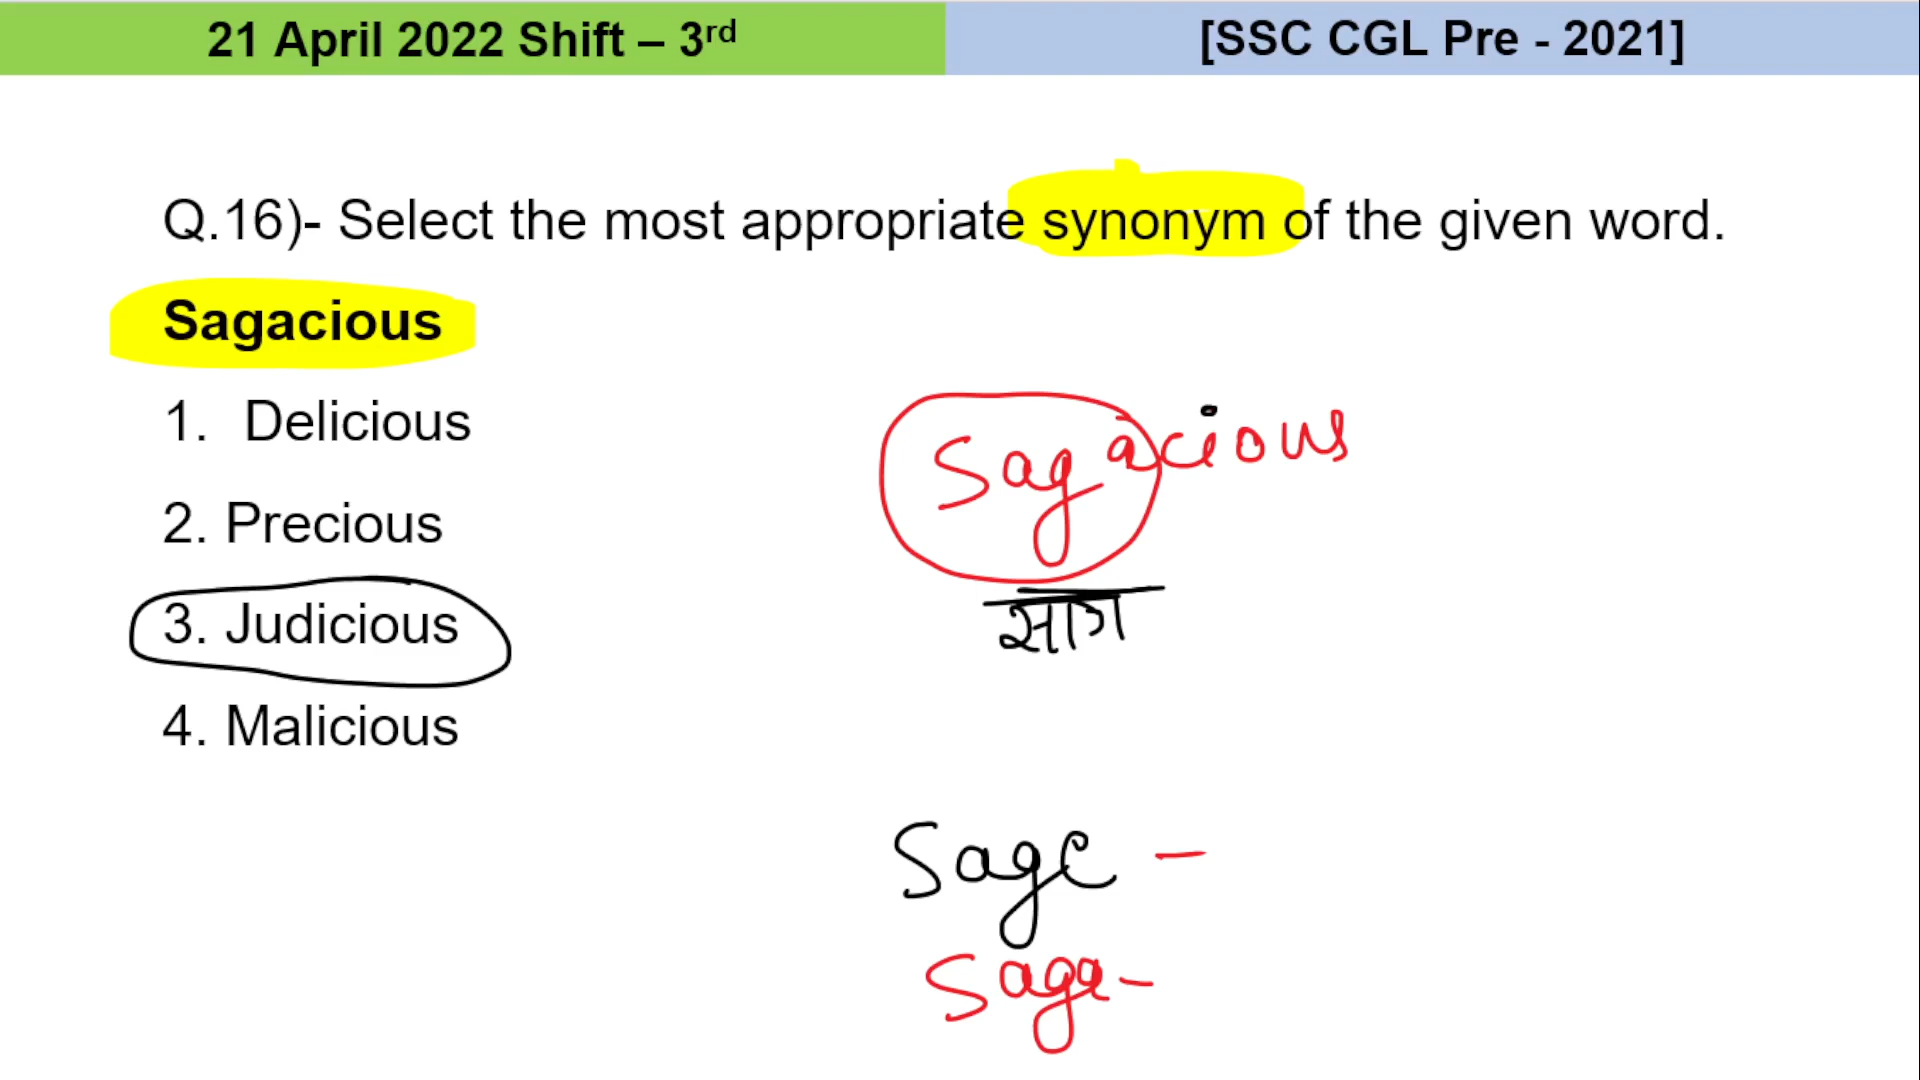 21 April 2022 Shift – 3rd
[SSC CGL Pre - 2021]
Q.16)- Select the most appropriate synonym of the given word.
Sagacious
1. Delicious
2. Precious
3. Judicious
4. Malicious
Sagacious
साग
Sage -
Saga-